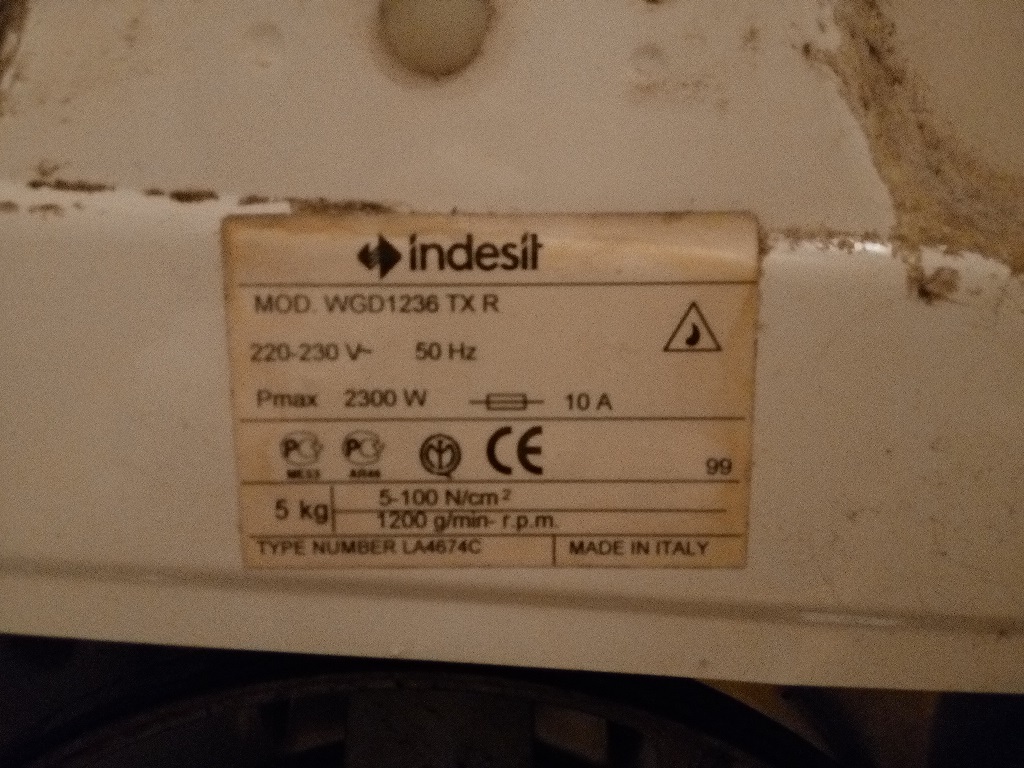 indesit
MOD. WGD1236 TX R
220-230 V~ 50 Hz
Pmax 2300 W 10 A
CE
99
5 kg
5-100 N/cm²
1200 g/min- r.p.m.
TYPE NUMBER LA4674C
MADE IN ITALY